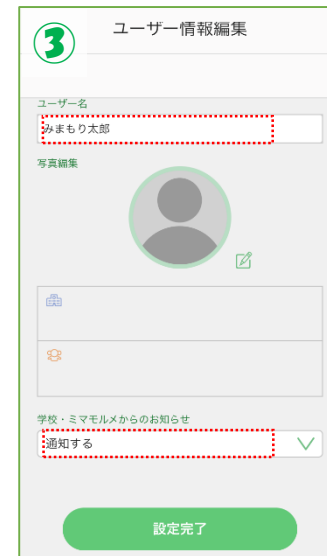 3
ユーザー情報編集
ユーザー名
みまもり太郎
写真編集
学校・ミマモルメからのお知らせ
通知する
設定完了